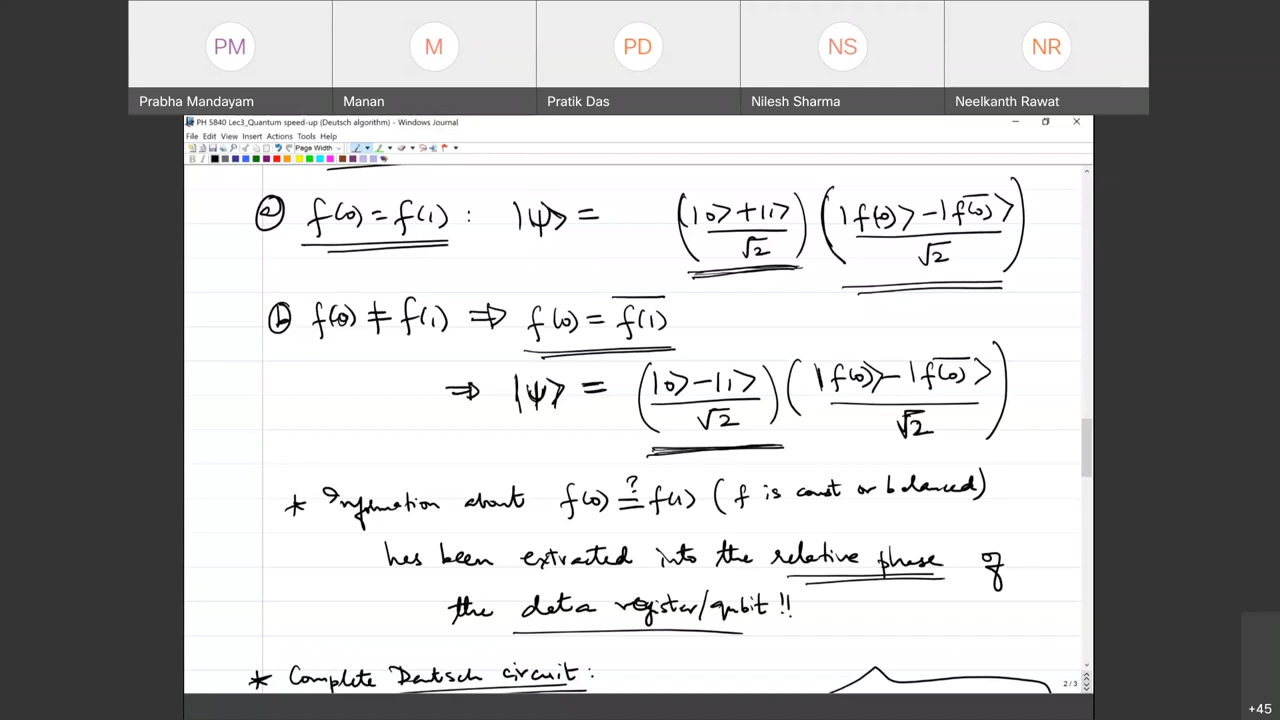 PM M PD NS NR
Prabha Mandayam Manan Pratik Das Nilesh Sharma Neelkanth Rawat
PH 5840 Lec3_Quantum speed-up (Deutsch algorithm) - Windows Journal
File Edit View Insert Actions Tools Help
Page Width
B I
(a) f(0) = f(1) : |ψ> = (|0> + |1> / √2) (|f(0)> - |f̅(̅0̅)̅> / √2)
(b) f(0) ≠ f(1) ⇒ f(0) = f̅(̅1̅)̅
⇒ |ψ> = (|0> - |1> / √2) (|f(0)> - |f̅(̅0̅)̅> / √2)
* Information about f(0) ≟ f(1) (f is const or balanced)
has been extracted into the relative phase of
the data register/qubit !!
* Complete Deutsch circuit :
2 / 3
+45